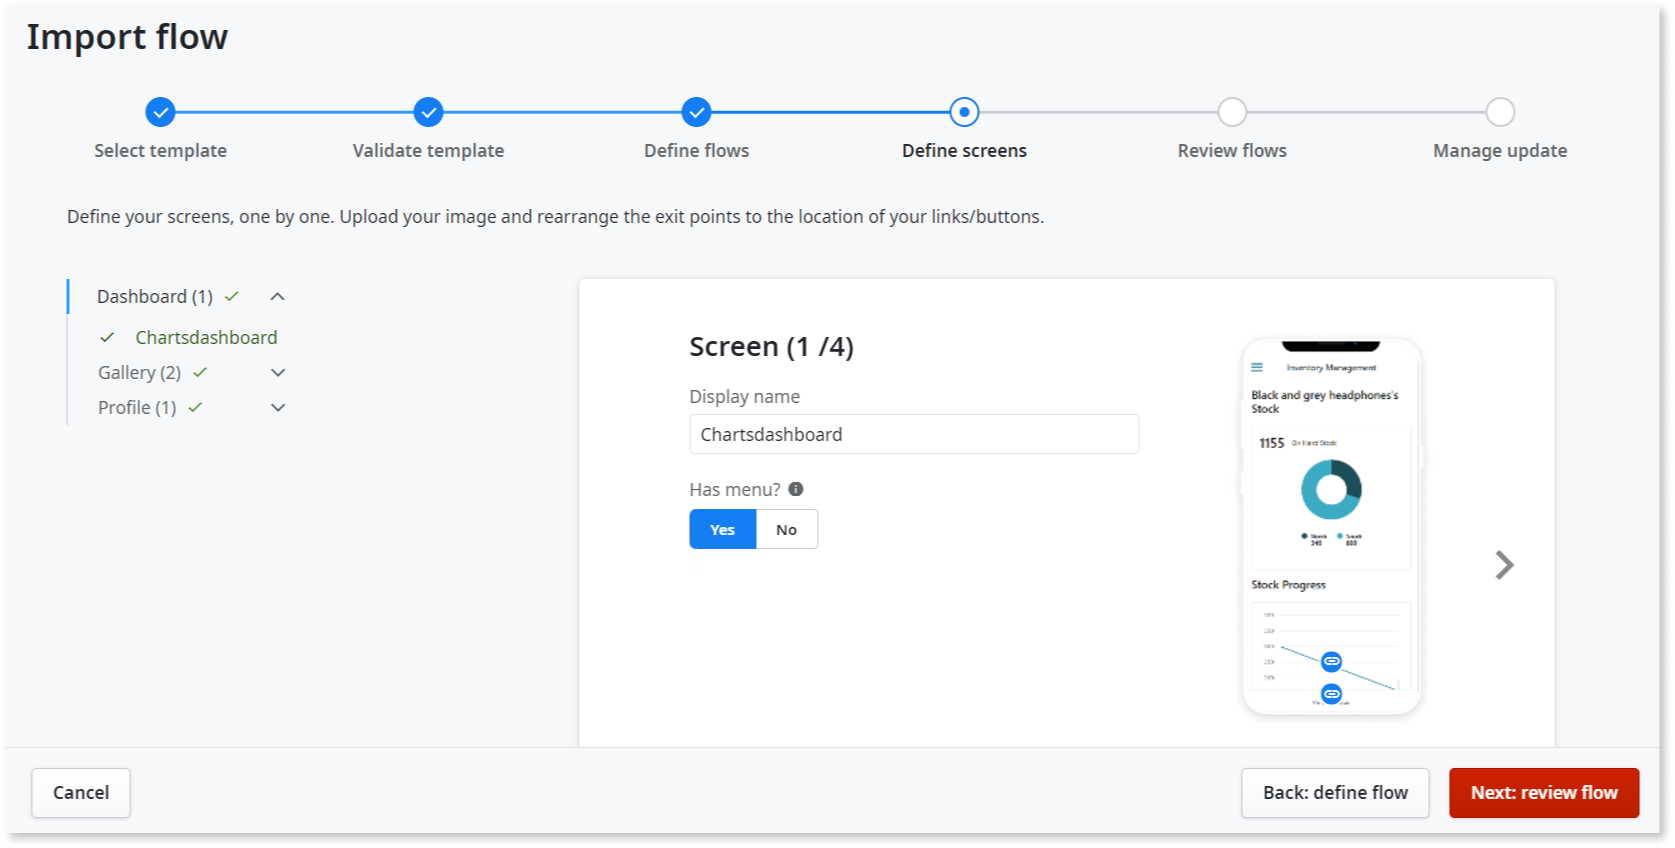 Import flow
Select template
Validate template
Define flows
Define screens
Review flows
Manage update
Define your screens, one by one. Upload your image and rearrange the exit points to the location of your links/buttons.
Dashboard (1)
Chartsdashboard
Gallery (2)
Profile (1)
Screen (1 /4)
Display name
Chartsdashboard
Has menu?
Yes
No
Inventory Management
Black and grey headphones's
Stock
1155 On Hand Stock
South
Stock Progress
Cancel
Back: define flow
Next: review flow